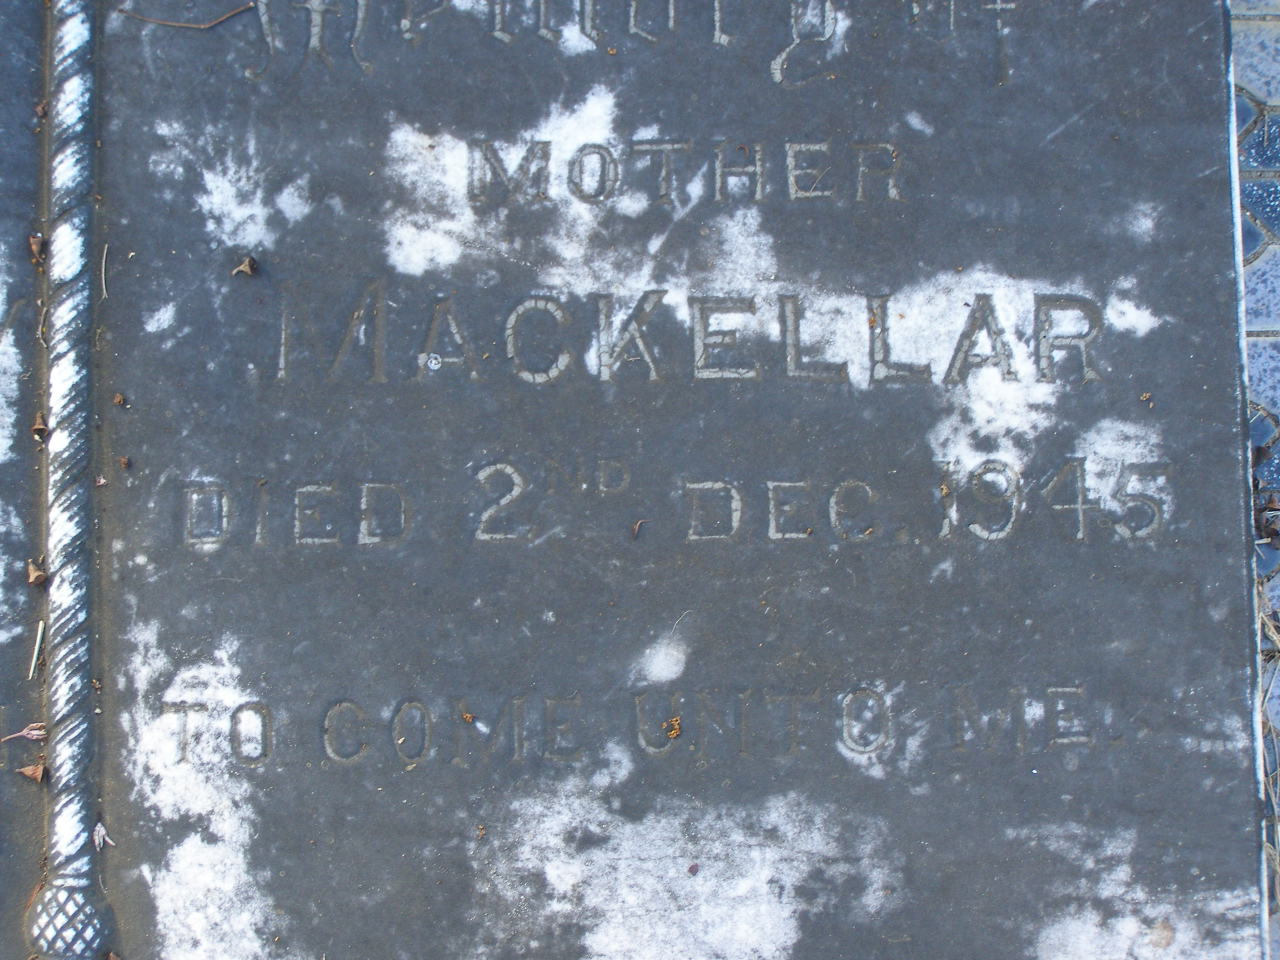 MOTHER
MACKELLAR
DIED 2ND DEC. 1945
TO COME UNTO ME.